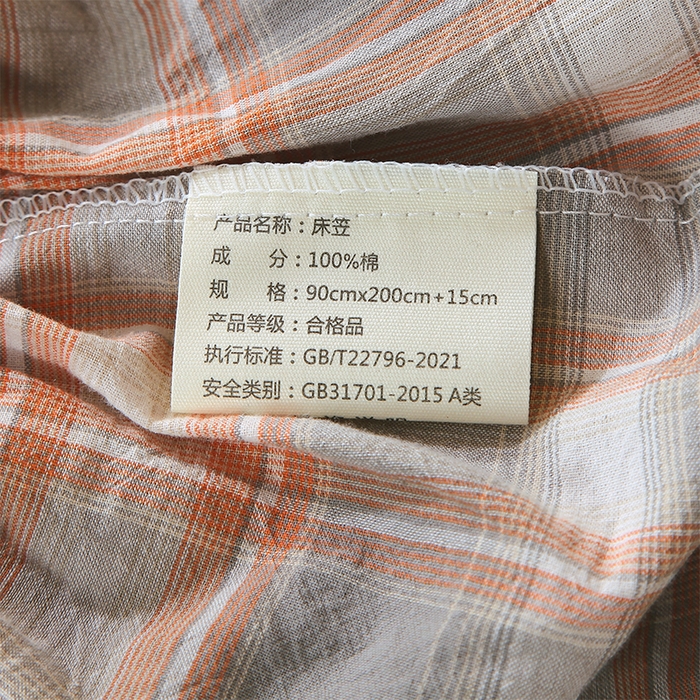 产品名称：床笠
成 分：100%棉
规 格：90cmx200cm+15cm
产品等级：合格品
执行标准：GB/T22796-2021
安全类别：GB31701-2015 A类